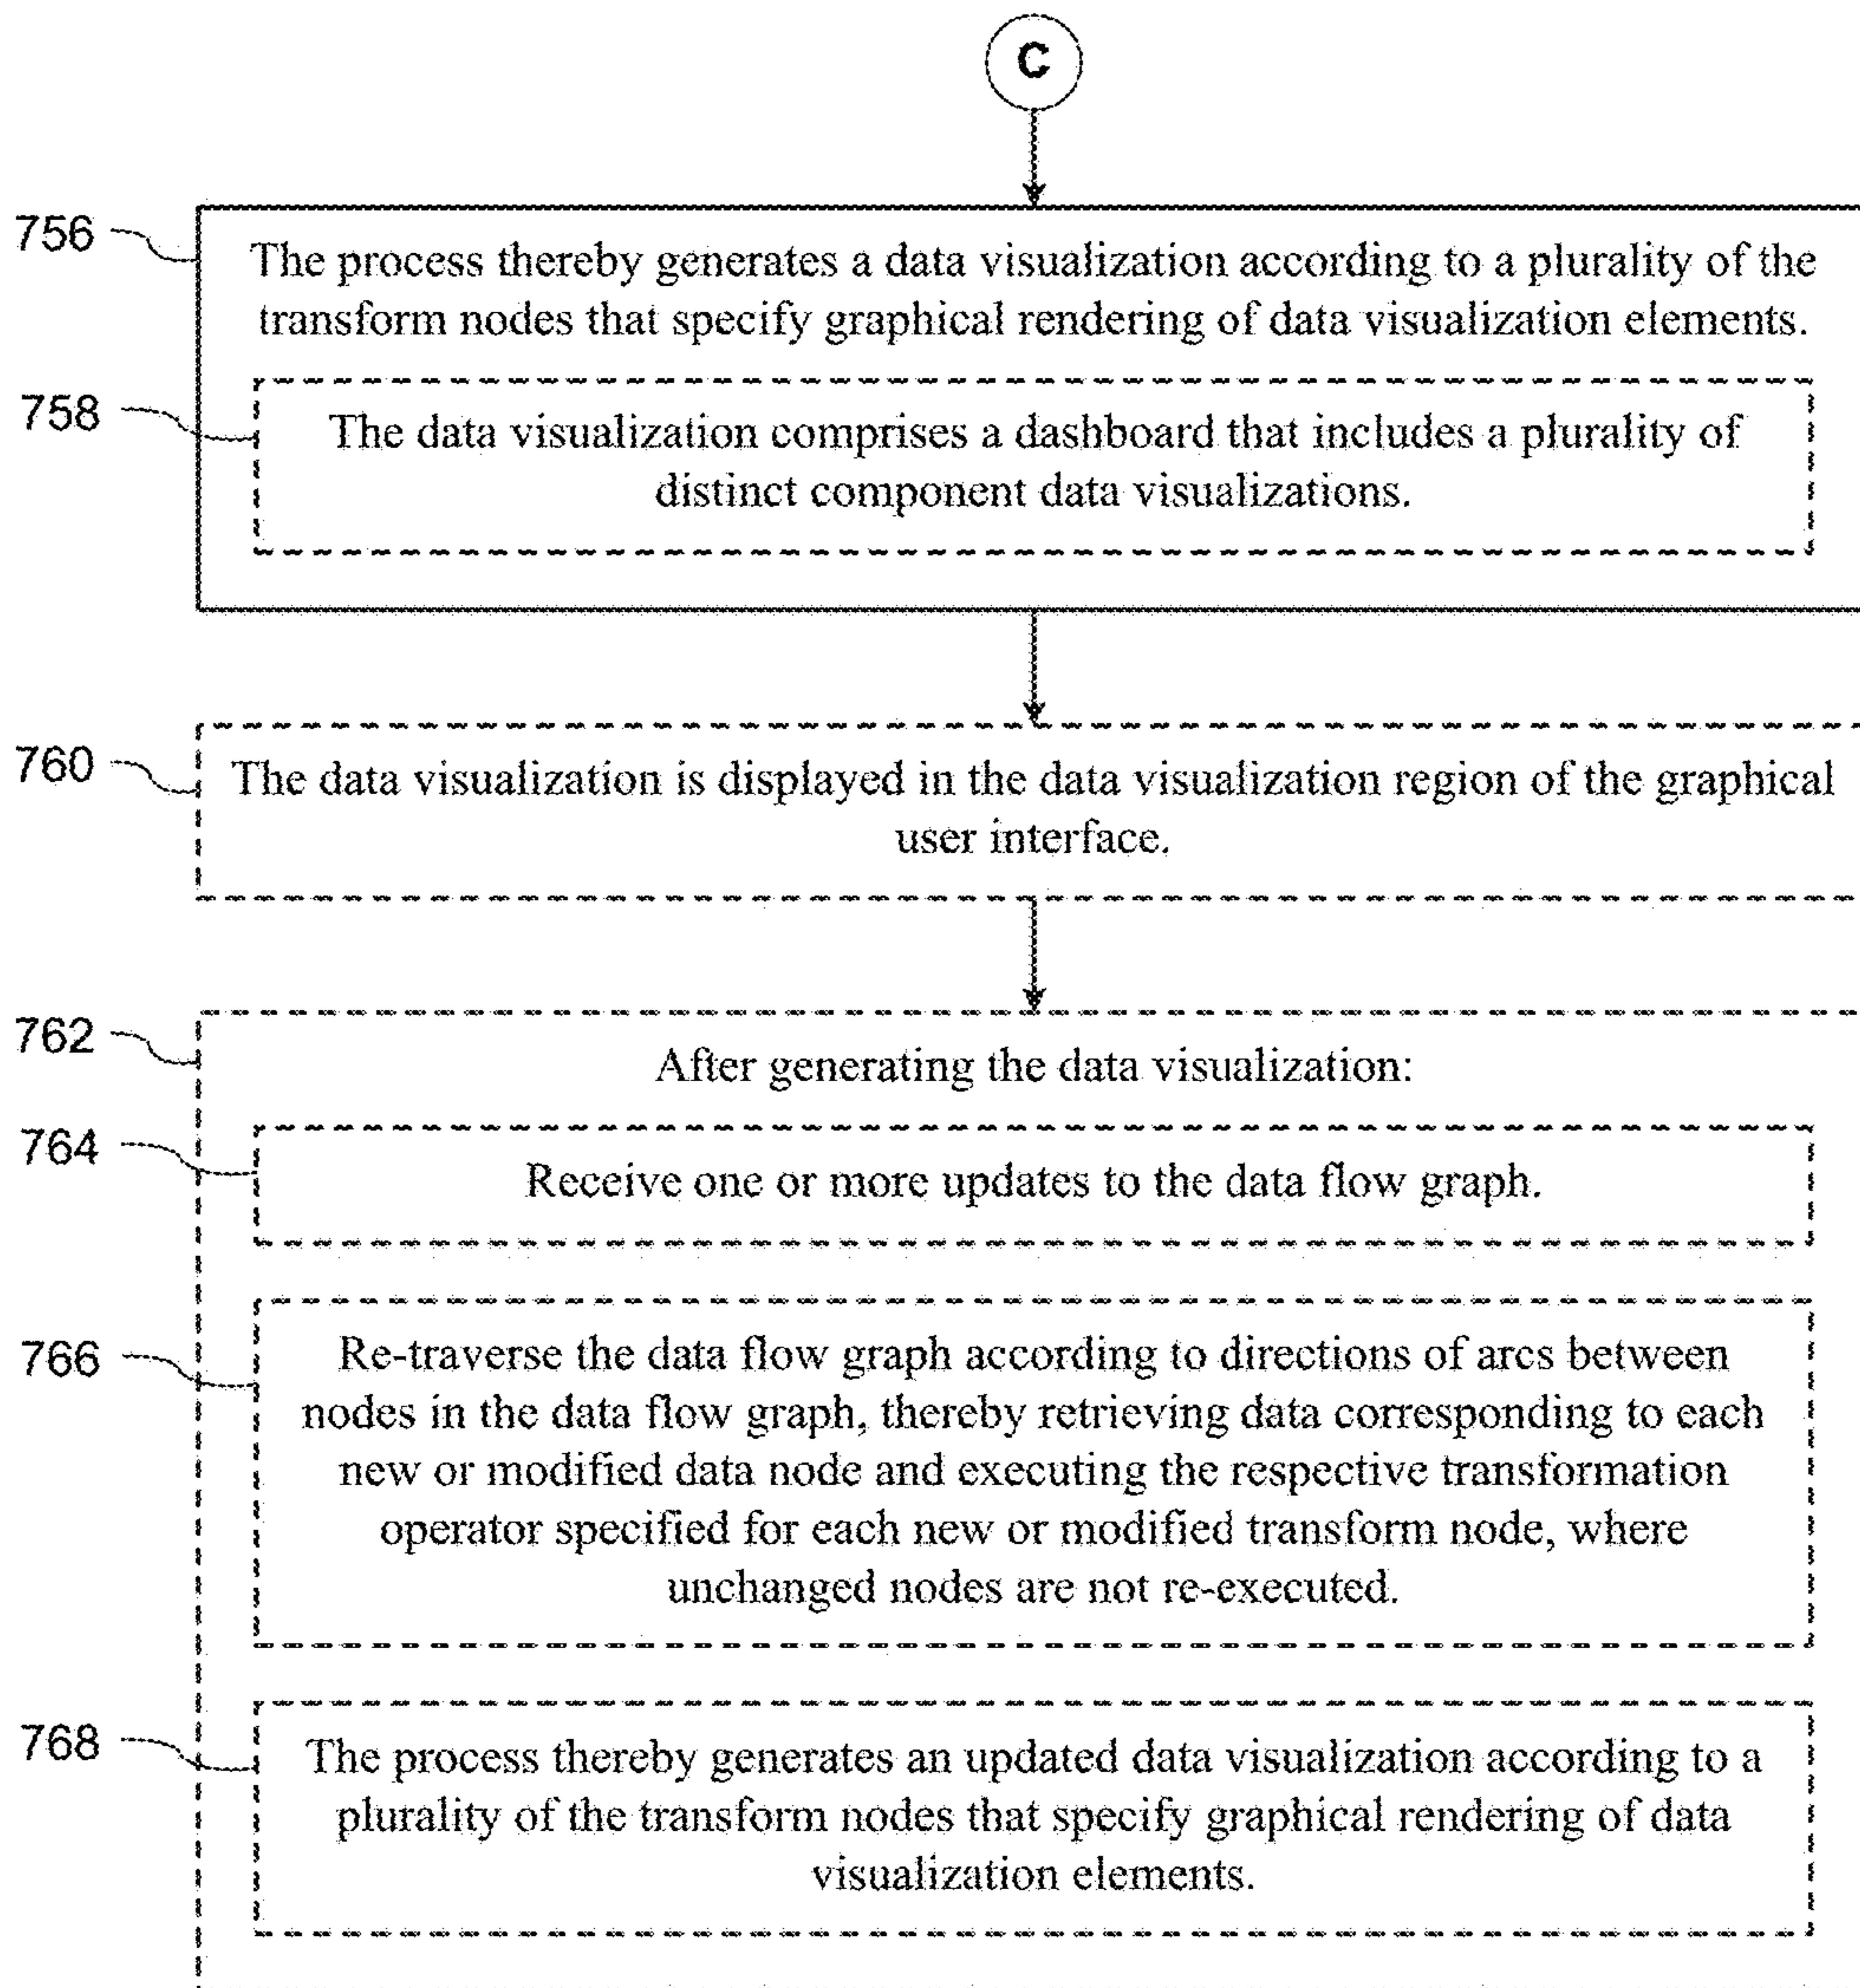 C
756
The process thereby generates a data visualization according to a plurality of the
transform nodes that specify graphical rendering of data visualization elements.
758
The data visualization comprises a dashboard that includes a plurality of
distinct component data visualizations.
760
The data visualization is displayed in the data visualization region of the graphical
user interface.
762
After generating the data visualization:
764
Receive one or more updates to the data flow graph.
766
Re-traverse the data flow graph according to directions of arcs between
nodes in the data flow graph, thereby retrieving data corresponding to each
new or modified data node and executing the respective transformation
operator specified for each new or modified transform node, where
unchanged nodes are not re-executed.
768
The process thereby generates an updated data visualization according to a
plurality of the transform nodes that specify graphical rendering of data
visualization elements.